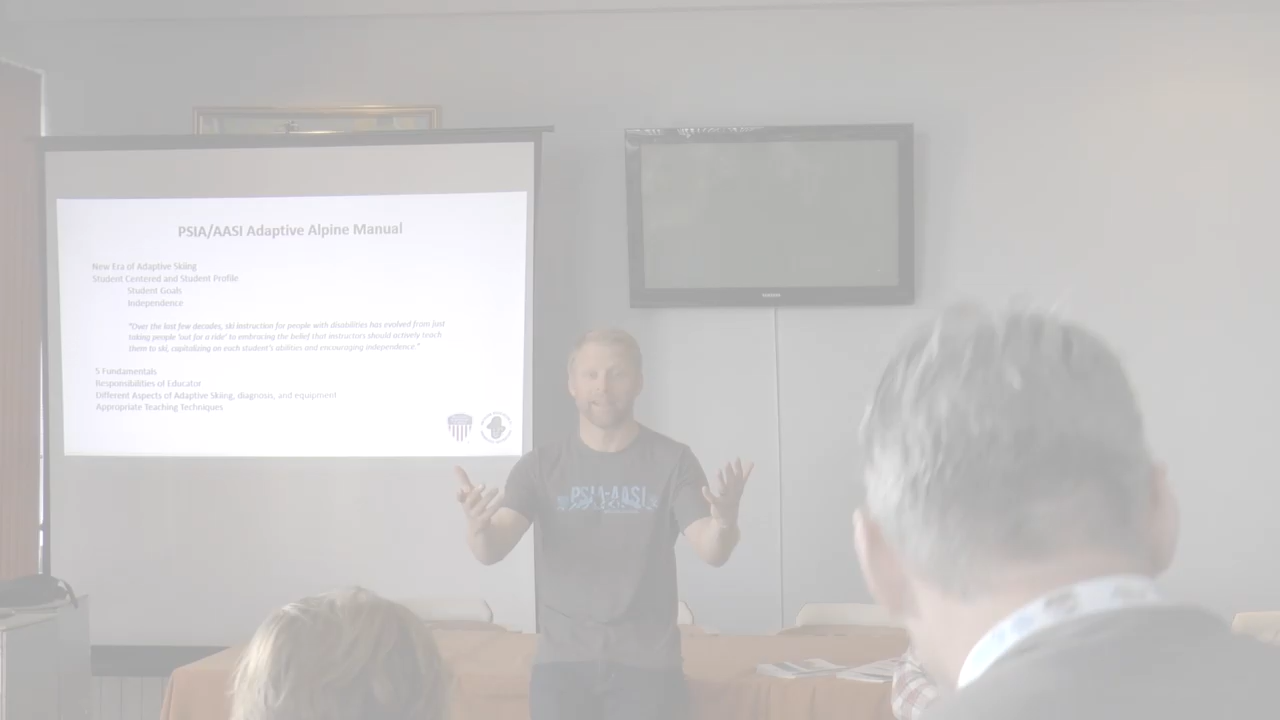 PSIA/AASI Adaptive Alpine Manual
New Era of Adaptive Skiing
Student Centered and Student Profile
Student Goals
Independence
"Over the last few decades, ski instruction for people with disabilities has evolved from just
taking people 'out for a ride' to embracing the belief that instructors should actively teach
them to ski, capitalizing on each student's abilities and encouraging independence."
5 Fundamentals
Responsibilities of Educator
Different Aspects of Adaptive Skiing, diagnosis, and equipment
Appropriate Teaching Techniques
PSIA-AASI